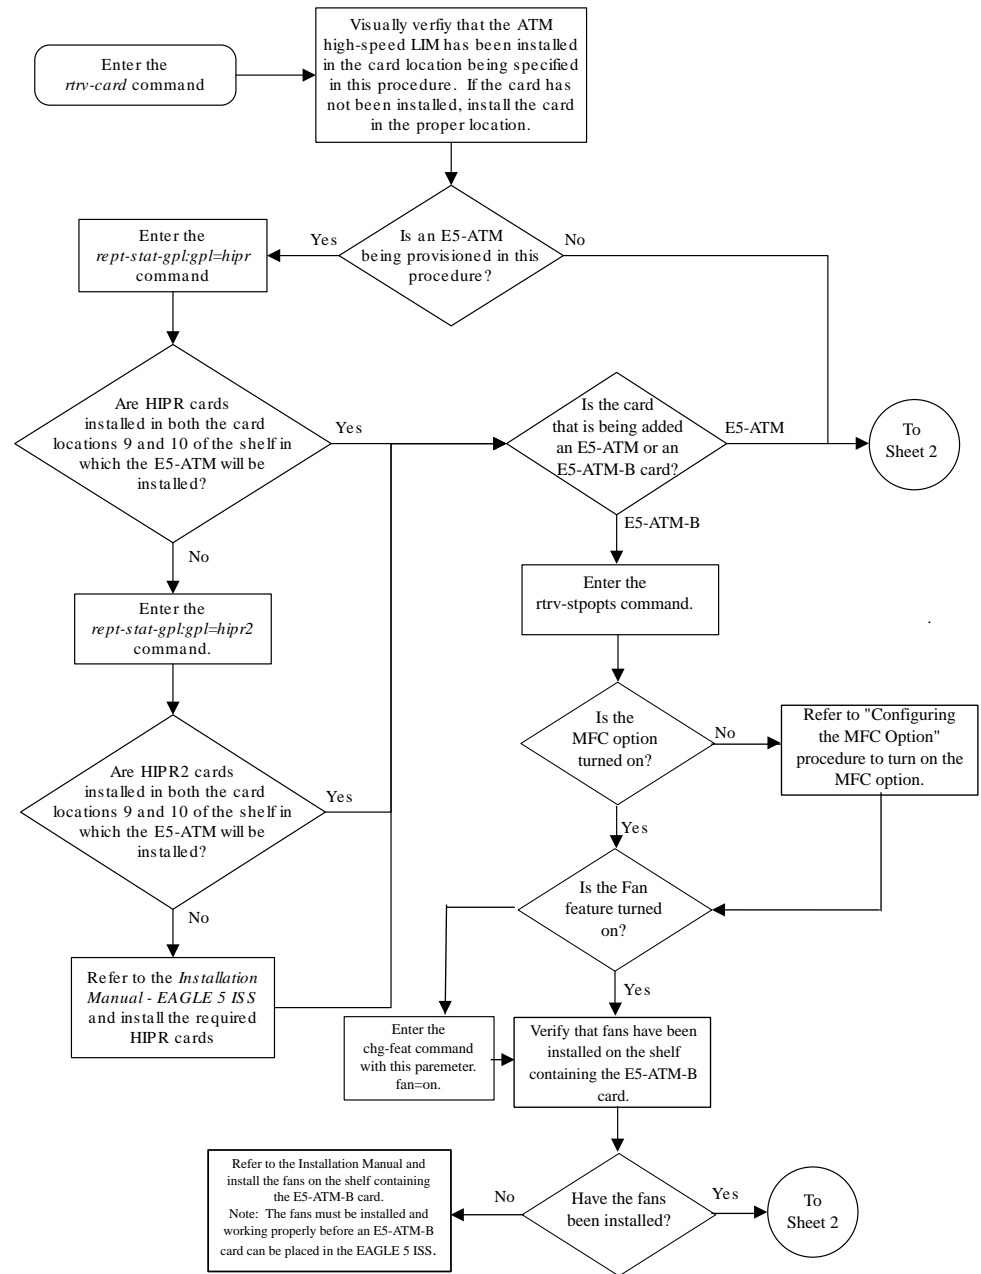 Enter the
rtrv-card command
Visually verfiy that the ATM
high-speed LIM has been installed
in the card location being specified
in this procedure. If the card has
not been installed, install the card
in the proper location.
Is an E5-ATM
being provisioned in this
procedure?
Yes
No
Enter the
rept-stat-gpl:gpl=hipr
command
Are HIPR cards
installed in both the card
locations 9 and 10 of the shelf in
which the E5-ATM will be
installed?
Yes
No
Is the card
that is being added
an E5-ATM or an
E5-ATM-B card?
E5-ATM
To
Sheet 2
E5-ATM-B
Enter the
rept-stat-gpl:gpl=hipr2
command.
Enter the
rtrv-stpopts command.
.
Are HIPR2 cards
installed in both the card
locations 9 and 10 of the shelf in
which the E5-ATM will be
installed?
Yes
No
Is the
MFC option
turned on?
No
Yes
Refer to "Configuring
the MFC Option"
procedure to turn on the
MFC option.
Is the Fan
feature turned
on?
Yes
Refer to the Installation
Manual - EAGLE 5 ISS
and install the required
HIPR cards
Enter the
chg-feat command
with this paremeter.
fan=on.
Verify that fans have been
installed on the shelf
containing the E5-ATM-B
card.
Refer to the Installation Manual and
install the fans on the shelf containing
the E5-ATM-B card.
Note: The fans must be installed and
working properly before an E5-ATM-B
card can be placed in the EAGLE 5 ISS.
No
Have the fans
been installed?
Yes
To
Sheet 2